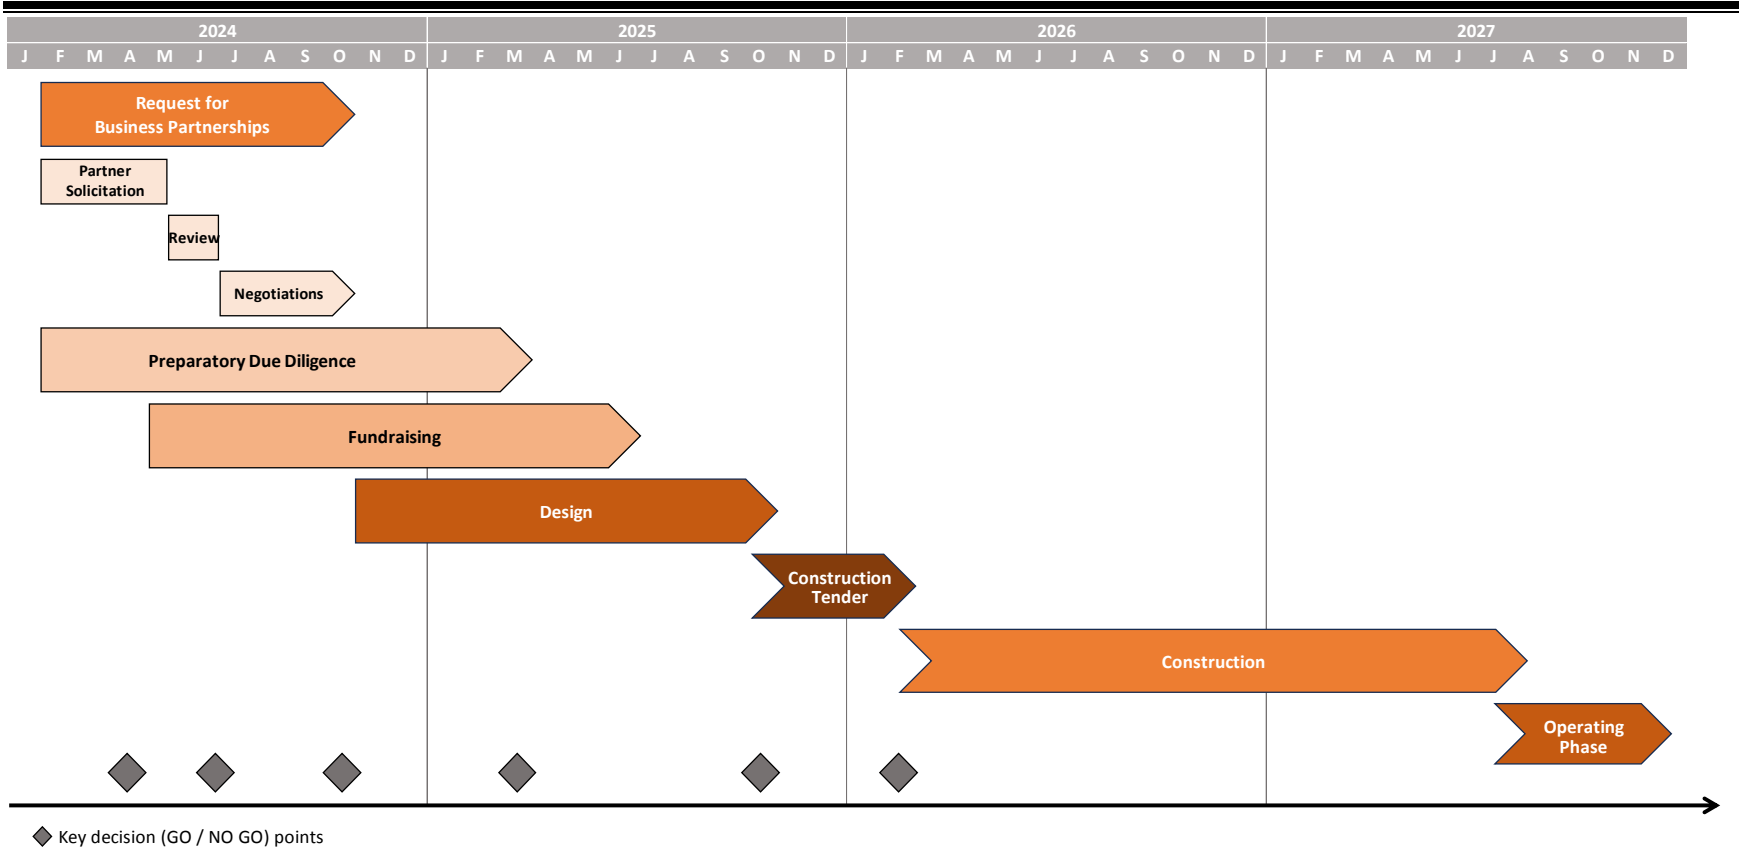 2024 2025 2026 2027
J F M A M J J A S O N D J F M A M J J A S O N D J F M A M J J A S O N D J F M A M J J A S O N D
Request for
Business Partnerships
Partner
Solicitation
Review
Negotiations
Preparatory Due Diligence
Fundraising
Design
Construction
Tender
Construction
Operating
Phase
Key decision (GO / NO GO) points